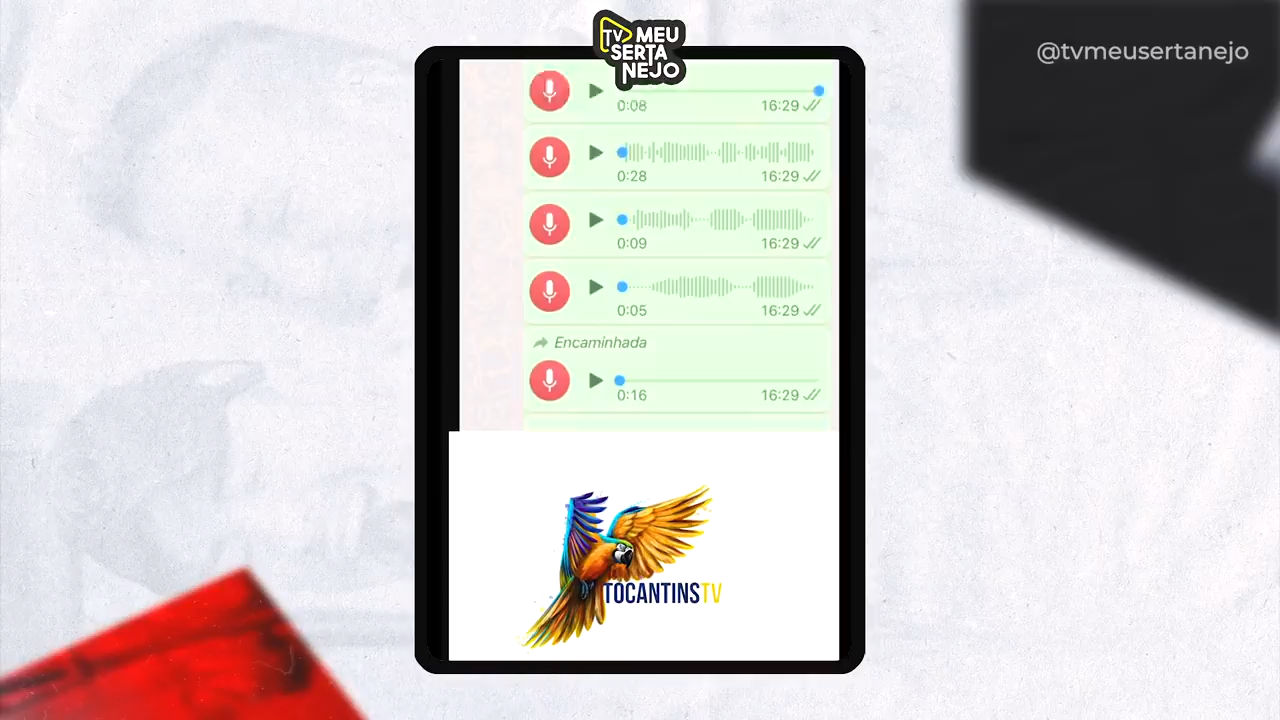 TV MEU
SERTA
NEJO
@tvmeusertanejo
0:08 16:29
0:28 16:29
0:09 16:29
0:05 16:29
Encaminhada
0:16 16:29
TOCANTINSTV